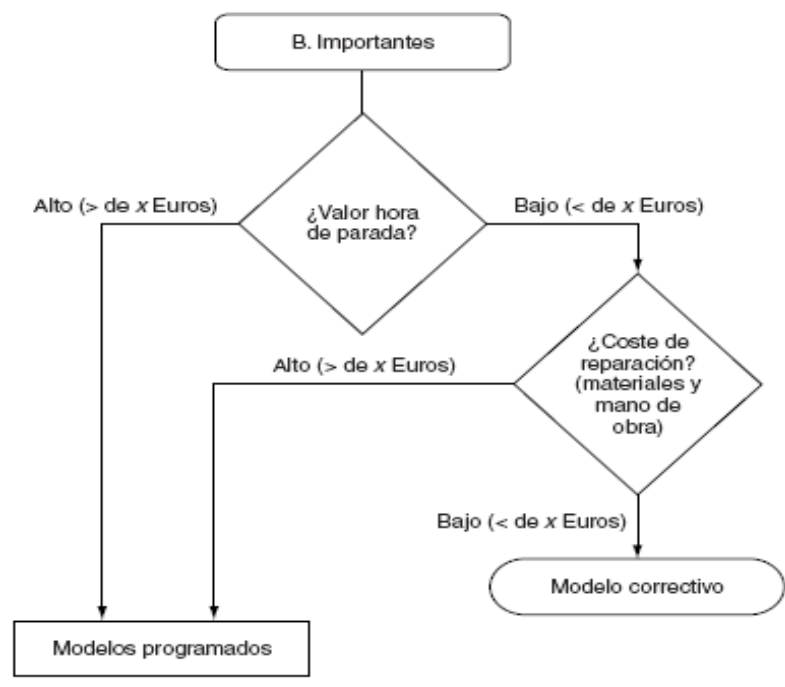 B. Importantes
Alto (> de x Euros)
¿Valor hora
de parada?
Bajo (< de x Euros)
Alto (> de x Euros)
¿Coste de
reparación?
(materiales y
mano de
obra)
Bajo (< de x Euros)
Modelo correctivo
Modelos programados